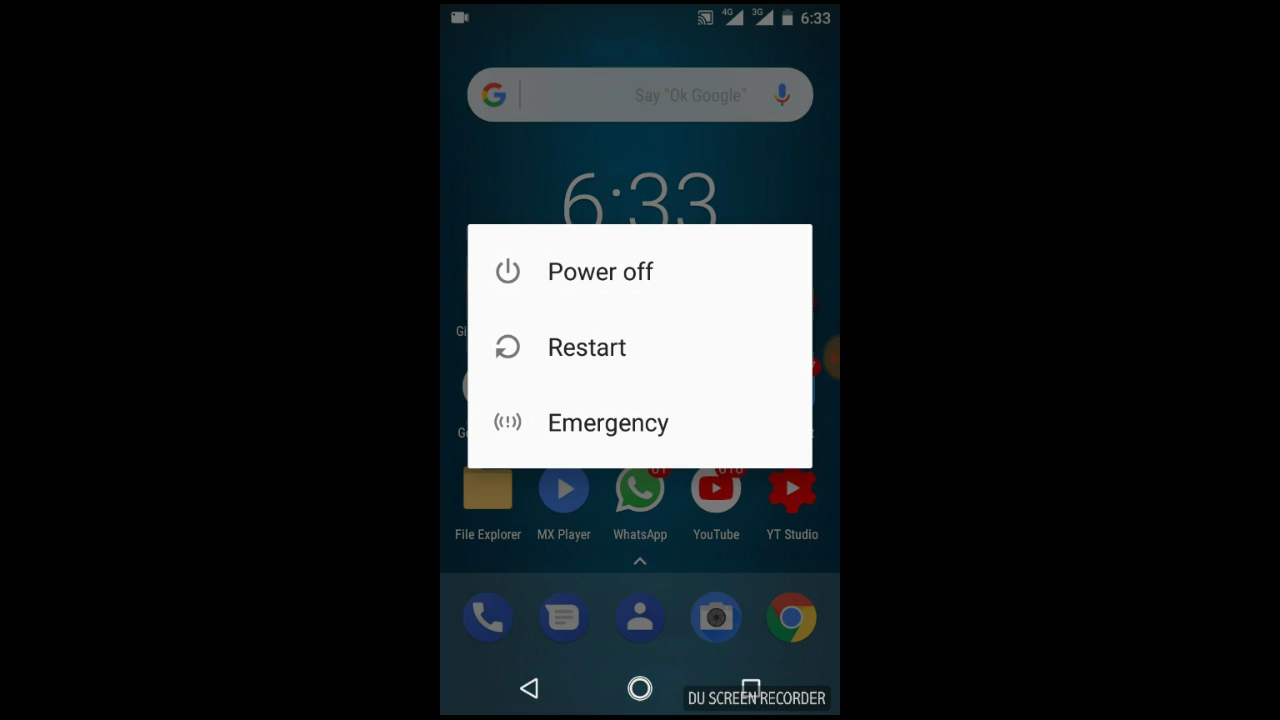 4G 3G 6:33
Say "Ok Google"
6:33
Power off
Restart
Emergency
File Explorer MX Player WhatsApp YouTube YT Studio
DU SCREEN RECORDER